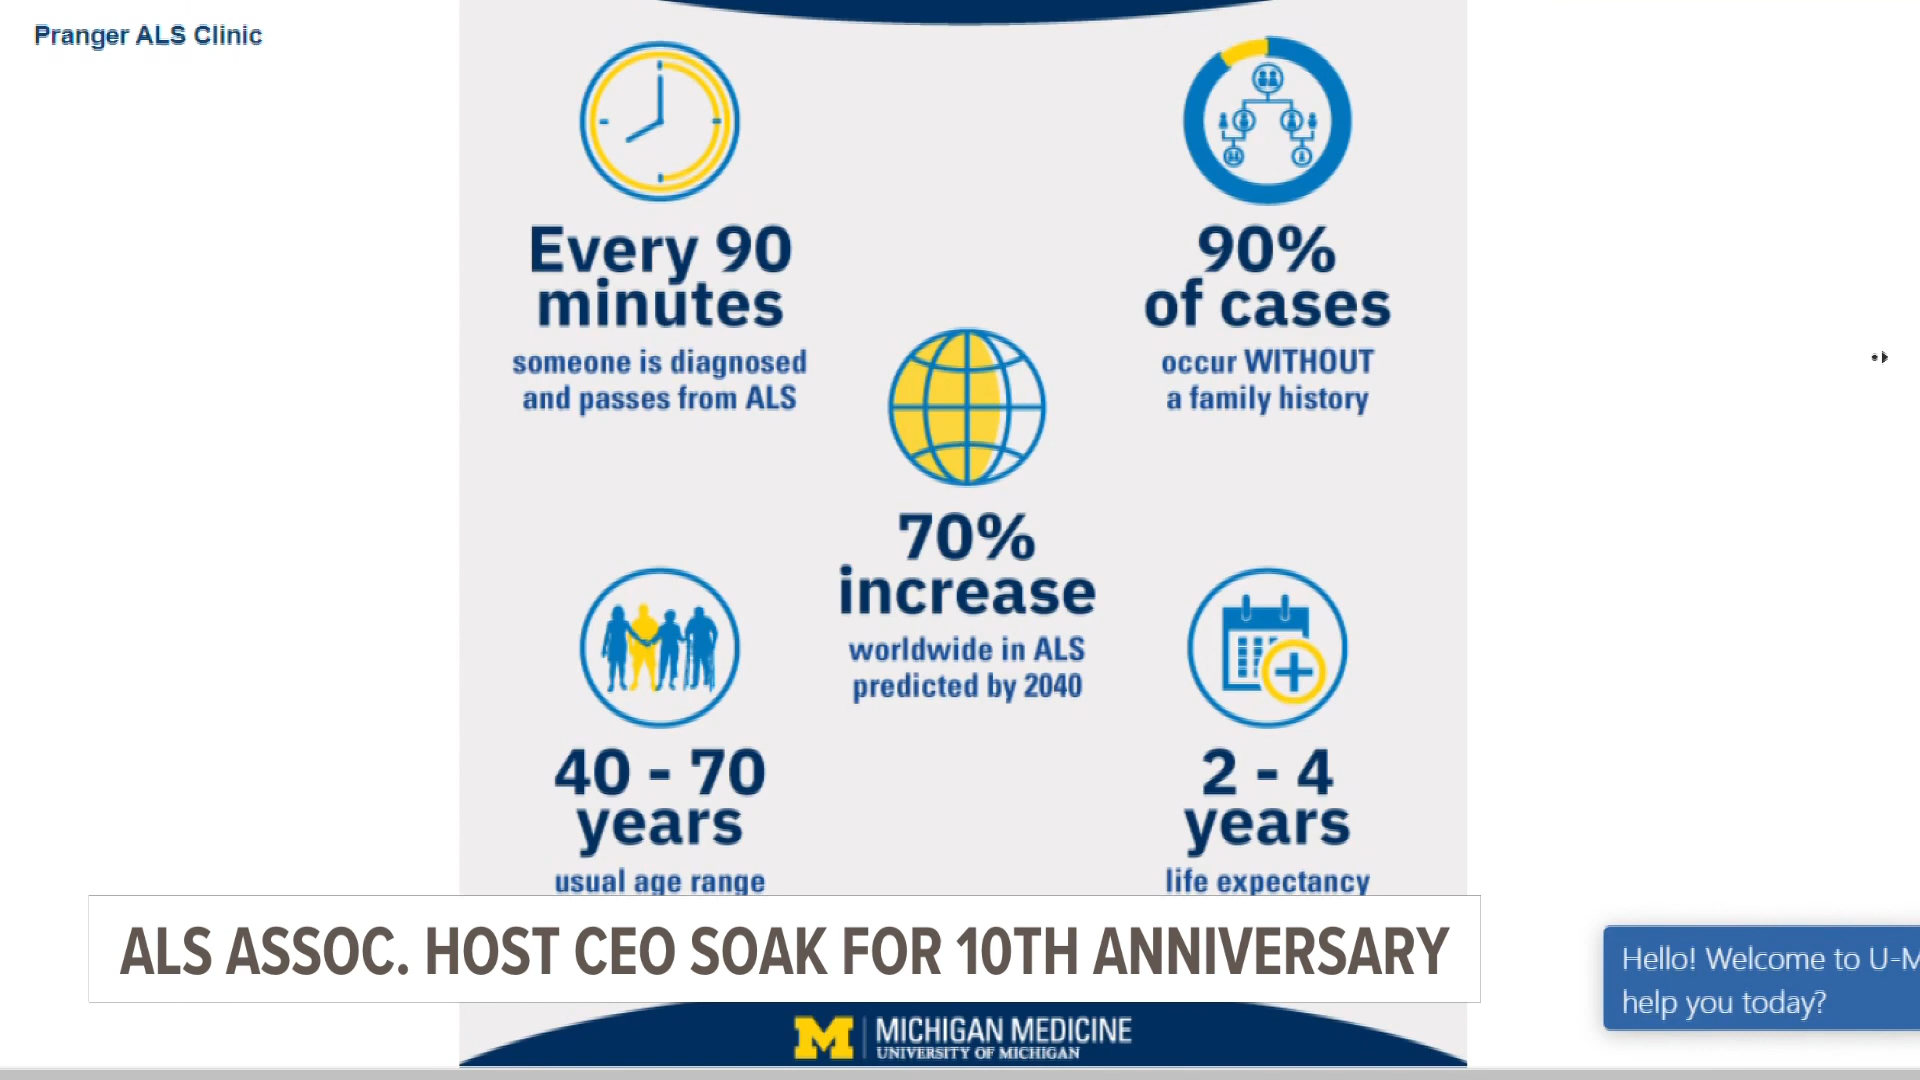 Pranger ALS Clinic
Every 90
minutes
someone is diagnosed
and passes from ALS
90%
of cases
occur WITHOUT
a family history
70%
increase
worldwide in ALS
predicted by 2040
40 - 70
years
usual age range
2 - 4
years
life expectancy
ALS ASSOC. HOST CEO SOAK FOR 10TH ANNIVERSARY
Hello! Welcome to U-M
help you today?
M MICHIGAN MEDICINE
UNIVERSITY OF MICHIGAN